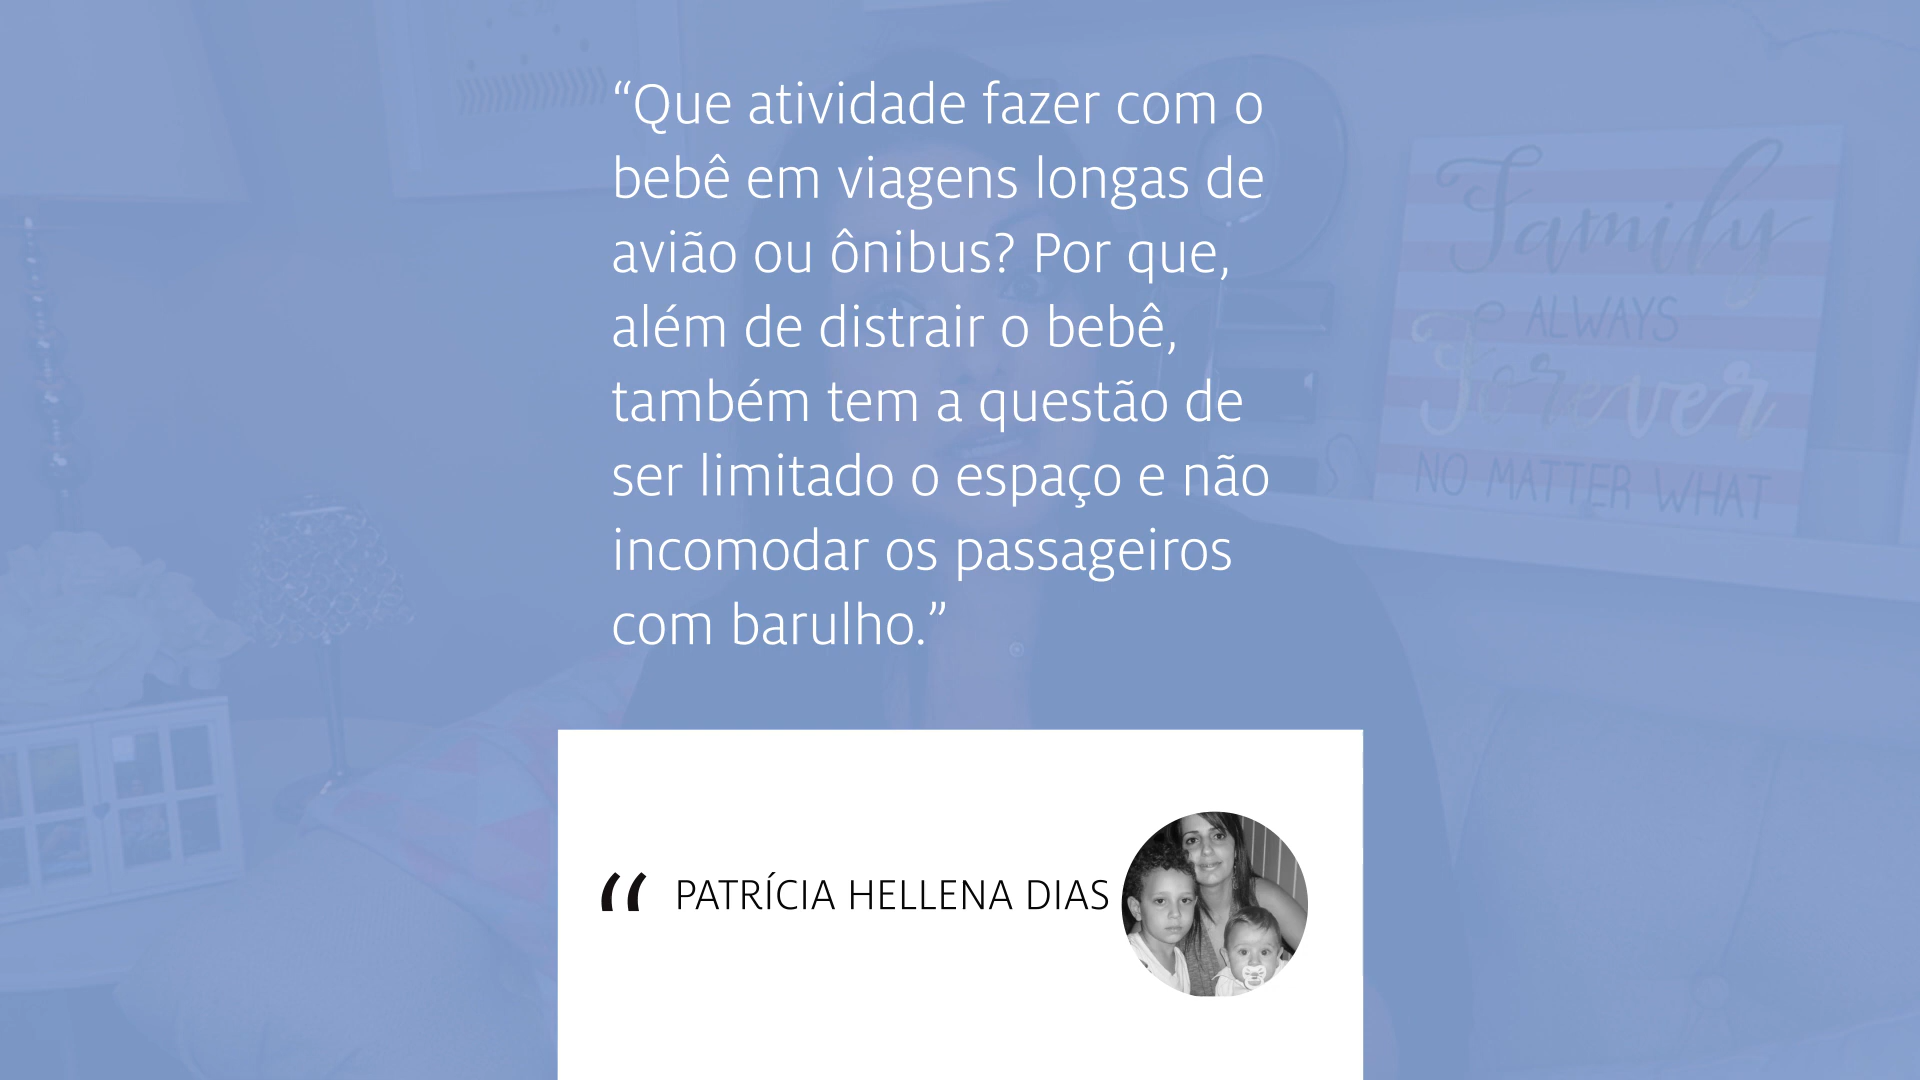 “Que atividade fazer com o
bebê em viagens longas de
avião ou ônibus? Por que,
além de distrair o bebê,
também tem a questão de
ser limitado o espaço e não
incomodar os passageiros
com barulho.”
Family
ALWAYS
Forever
NO MATTER WHAT
“ PATRÍCIA HELLENA DIAS